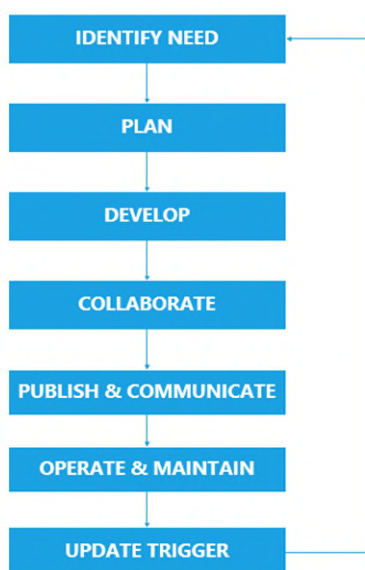 IDENTIFY NEED
PLAN
DEVELOP
COLLABORATE
PUBLISH & COMMUNICATE
OPERATE & MAINTAIN
UPDATE TRIGGER